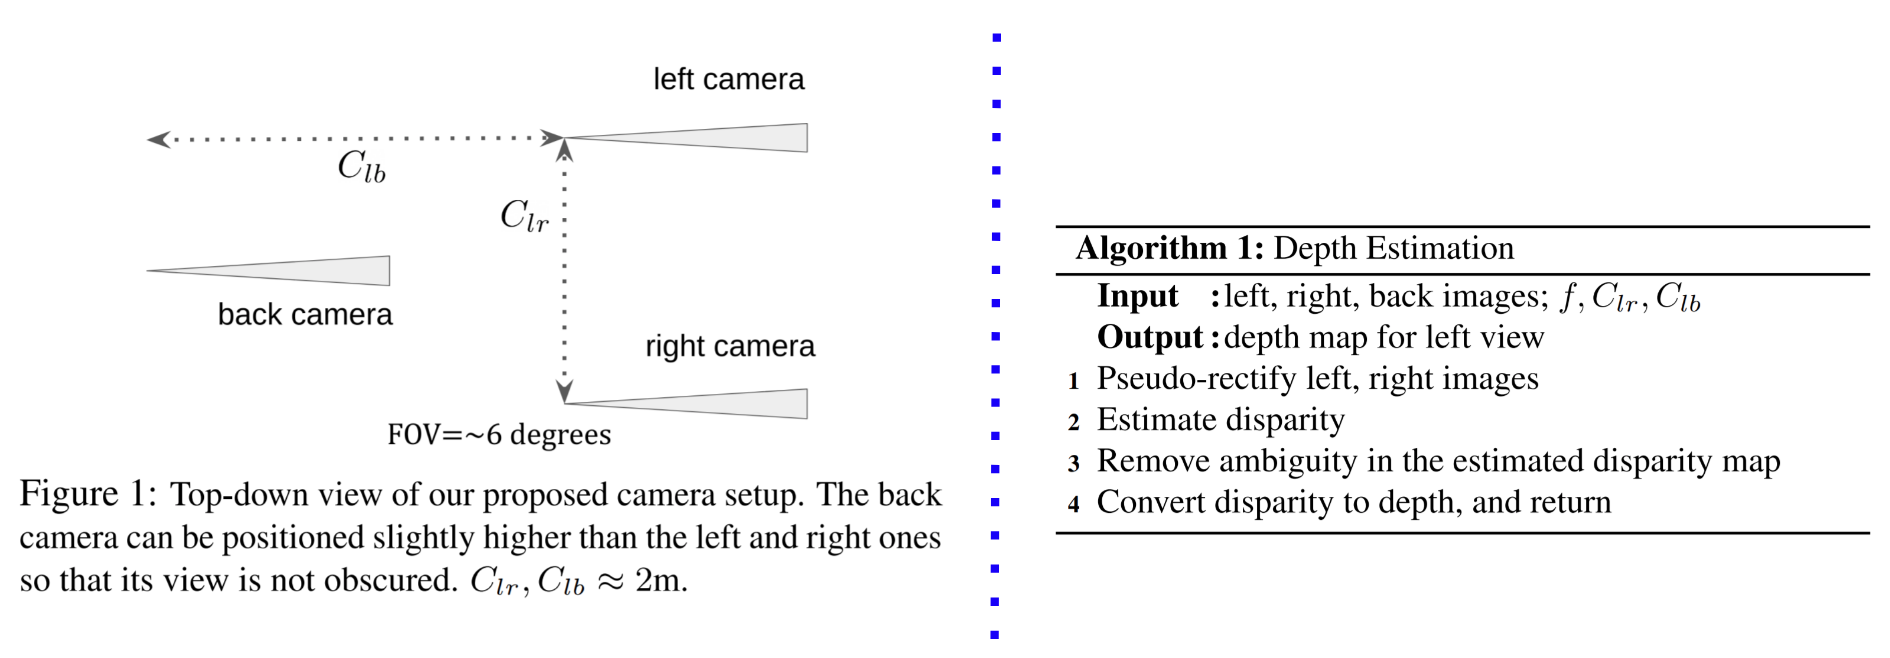 left camera
C_{lb}
C_{lr}
back camera
right camera
FOV=~6 degrees
Figure 1: Top-down view of our proposed camera setup. The back
camera can be positioned slightly higher than the left and right ones
so that its view is not obscured. C_{lr}, C_{lb} ≈ 2m.
Algorithm 1: Depth Estimation
Input : left, right, back images; f, C_{lr}, C_{lb}
Output : depth map for left view
1 Pseudo-rectify left, right images
2 Estimate disparity
3 Remove ambiguity in the estimated disparity map
4 Convert disparity to depth, and return